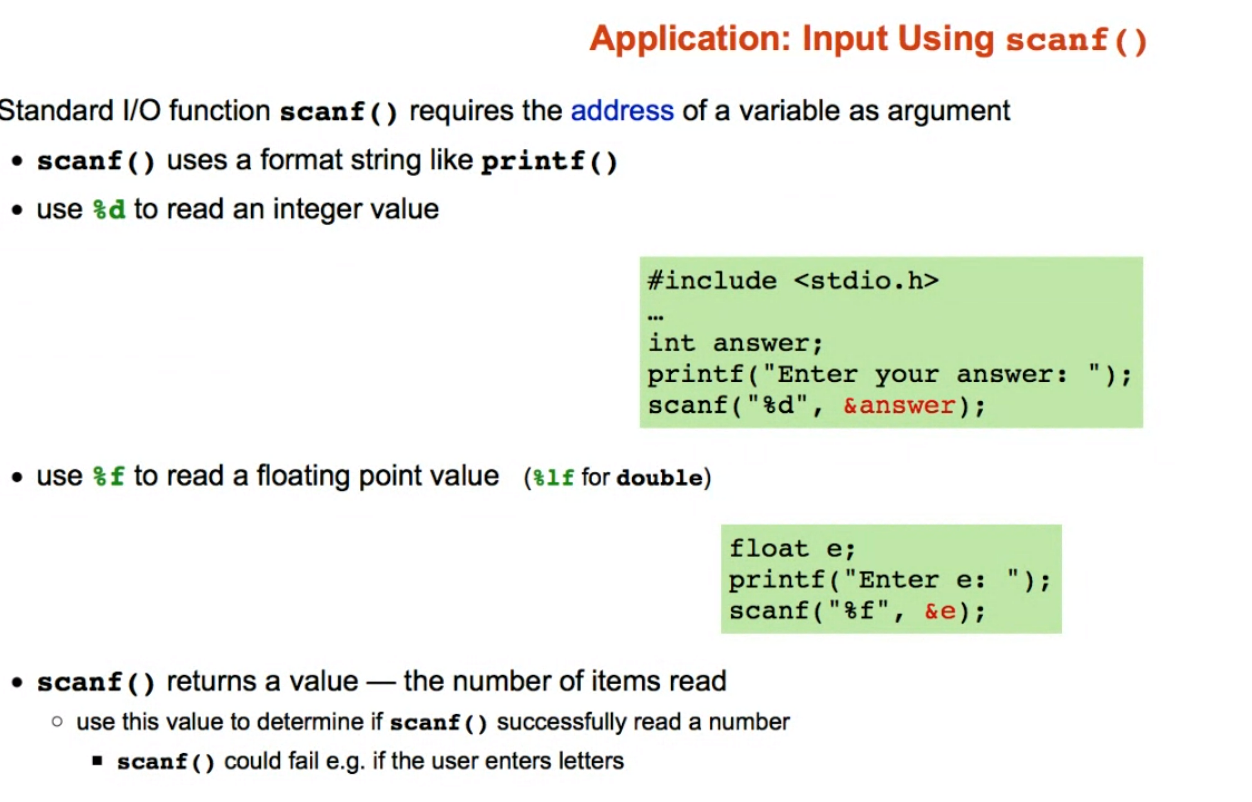 Application: Input Using scanf()
Standard I/O function scanf() requires the address of a variable as argument
• scanf() uses a format string like printf()
• use %d to read an integer value
#include <stdio.h>
…
int answer;
printf("Enter your answer: ");
scanf("%d", &answer);
• use %f to read a floating point value (%lf for double)
float e;
printf("Enter e: ");
scanf("%f", &e);
• scanf() returns a value — the number of items read
○ use this value to determine if scanf() successfully read a number
▪ scanf() could fail e.g. if the user enters letters